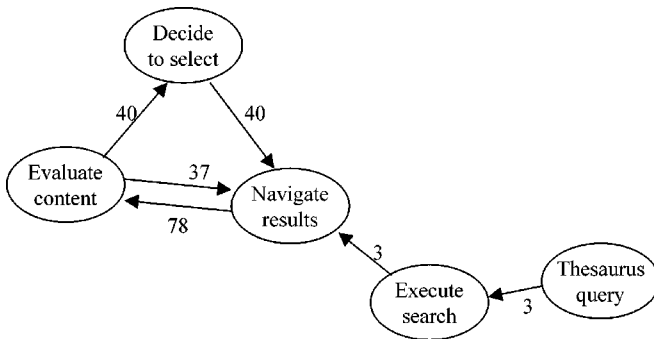 Decide
to select
40
40
Evaluate
content
37
Navigate
results
78
3
Thesaurus
query
Execute
search
3